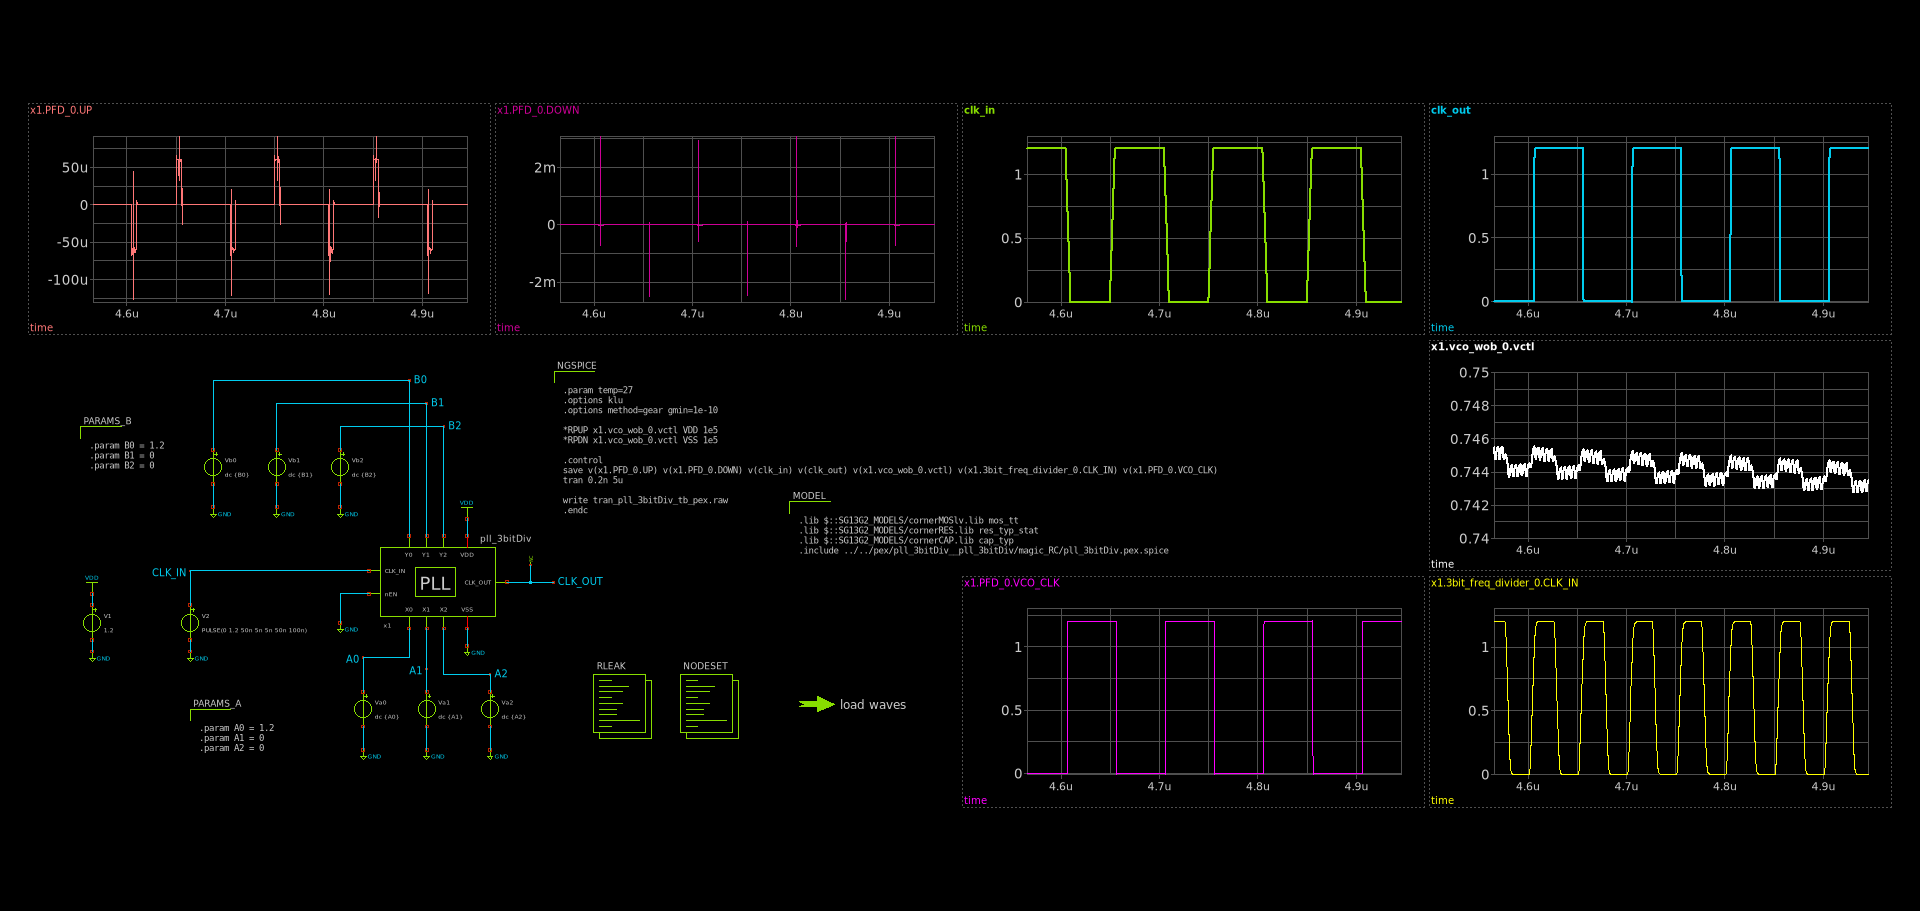 x1.PFD_0.UP
50u
0
-50u
-100u
4.6u 4.7u 4.8u 4.9u
time
x1.PFD_0.DOWN
2m
0
-2m
4.6u 4.7u 4.8u 4.9u
time
clk_in
1
0.5
0
4.6u 4.7u 4.8u 4.9u
time
clk_out
1
0.5
0
4.6u 4.7u 4.8u 4.9u
time
x1.vco_wob_0.vctl
0.75
0.748
0.746
0.744
0.742
0.74
4.6u 4.7u 4.8u 4.9u
time
PARAMS_B
.param B0 = 1.2
.param B1 = 0
.param B2 = 0
B0
B1
B2
Vb0
dc {B0}
GND
Vb1
dc {B1}
GND
Vb2
dc {B2}
GND
NGSPICE
.param temp=27
.options klu
.options method=gear gmin=1e-10
*RPUP x1.vco_wob_0.vctl VDD 1e5
*RPDN x1.vco_wob_0.vctl VSS 1e5
.control
save v(x1.PFD_0.UP) v(x1.PFD_0.DOWN) v(clk_in) v(clk_out) v(x1.vco_wob_0.vctl) v(x1.3bit_freq_divider_0.CLK_IN) v(x1.PFD_0.VCO_CLK)
tran 0.2n 5u
write tran_pll_3bitDiv_tb_pex.raw
.endc
MODEL
.lib $::SG13G2_MODELS/cornerMOSlv.lib mos_tt
.lib $::SG13G2_MODELS/cornerRES.lib res_typ_stat
.lib $::SG13G2_MODELS/cornerCAP.lib cap_typ
.include ../../pex/pll_3bitDiv__pll_3bitDiv/magic_RC/pll_3bitDiv.pex.spice
VDD
pll_3bitDiv
Y0 Y1 Y2 VDD
CLK_IN
PLL
CLK_OUT
nEN
X0 X1 X2 VSS
x1
CLK_OUT
GND
GND
CLK_IN
VDD
V1
1.2
GND
V2
PULSE(0 1.2 50n 5n 5n 50n 100n)
GND
A0
A1
A2
Va0
dc {A0}
GND
Va1
dc {A1}
GND
Va2
dc {A2}
GND
PARAMS_A
.param A0 = 1.2
.param A1 = 0
.param A2 = 0
RLEAK
NODESET
load waves
x1.PFD_0.VCO_CLK
1
0.5
0
4.6u 4.7u 4.8u 4.9u
time
x1.3bit_freq_divider_0.CLK_IN
1
0.5
0
4.6u 4.7u 4.8u 4.9u
time